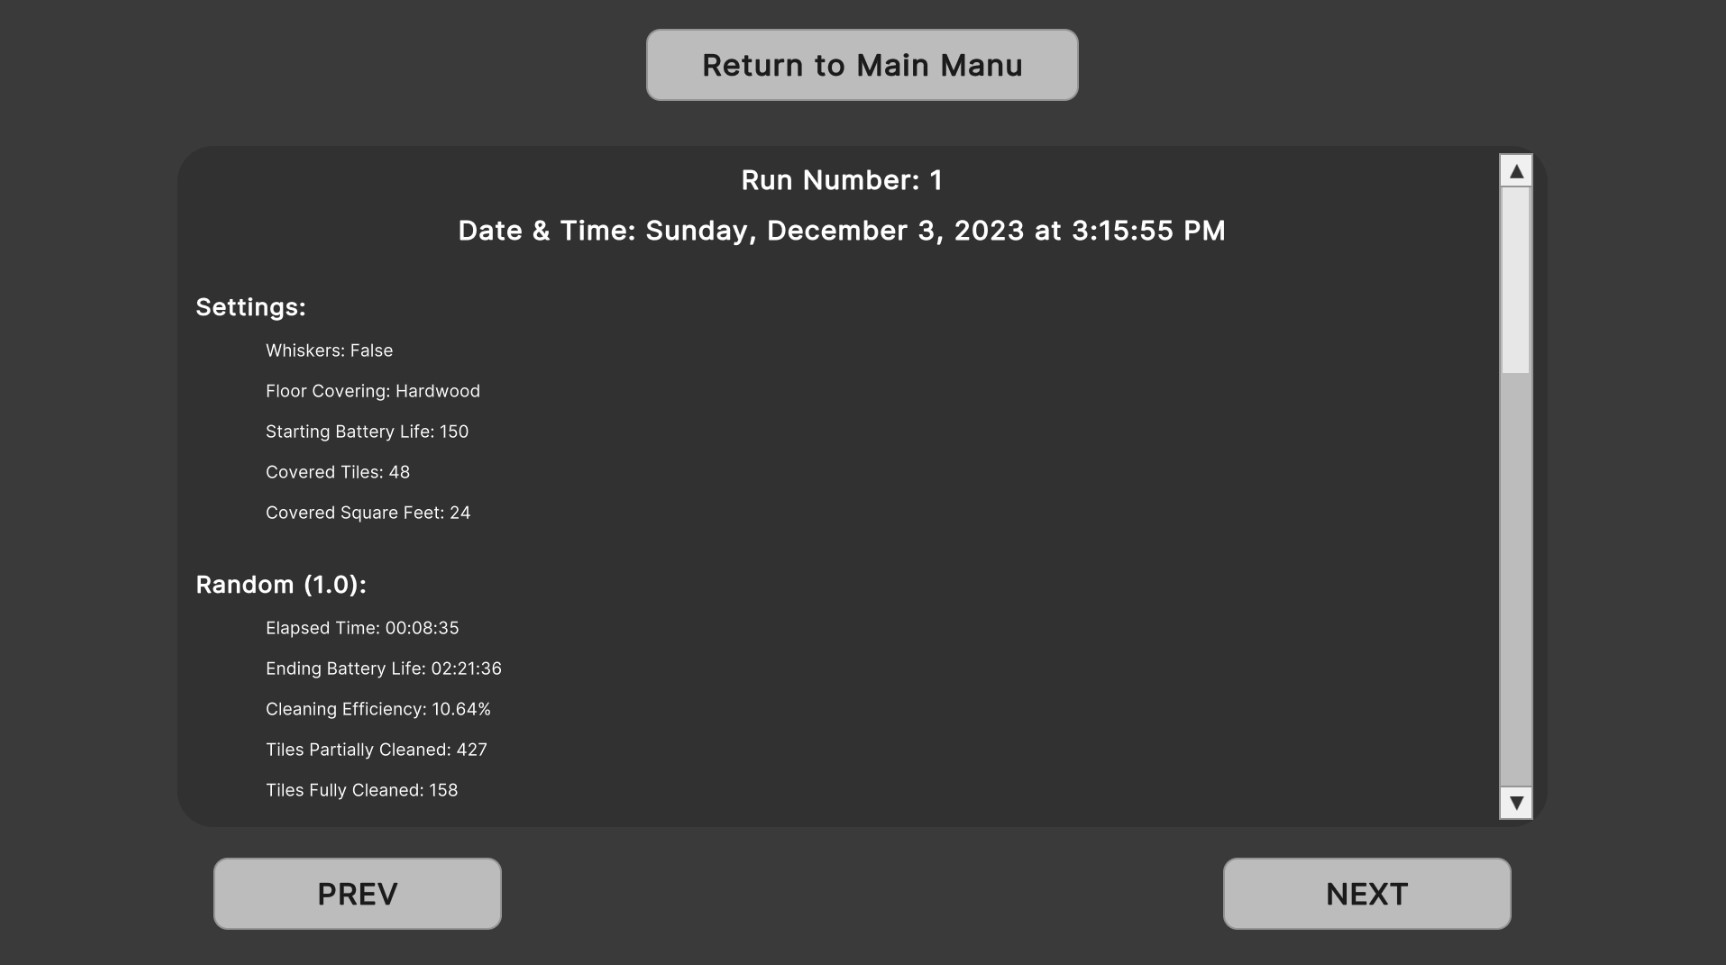 Return to Main Manu
Run Number: 1
Date & Time: Sunday, December 3, 2023 at 3:15:55 PM
Settings:
Whiskers: False
Floor Covering: Hardwood
Starting Battery Life: 150
Covered Tiles: 48
Covered Square Feet: 24
Random (1.0):
Elapsed Time: 00:08:35
Ending Battery Life: 02:21:36
Cleaning Efficiency: 10.64%
Tiles Partially Cleaned: 427
Tiles Fully Cleaned: 158
PREV
NEXT